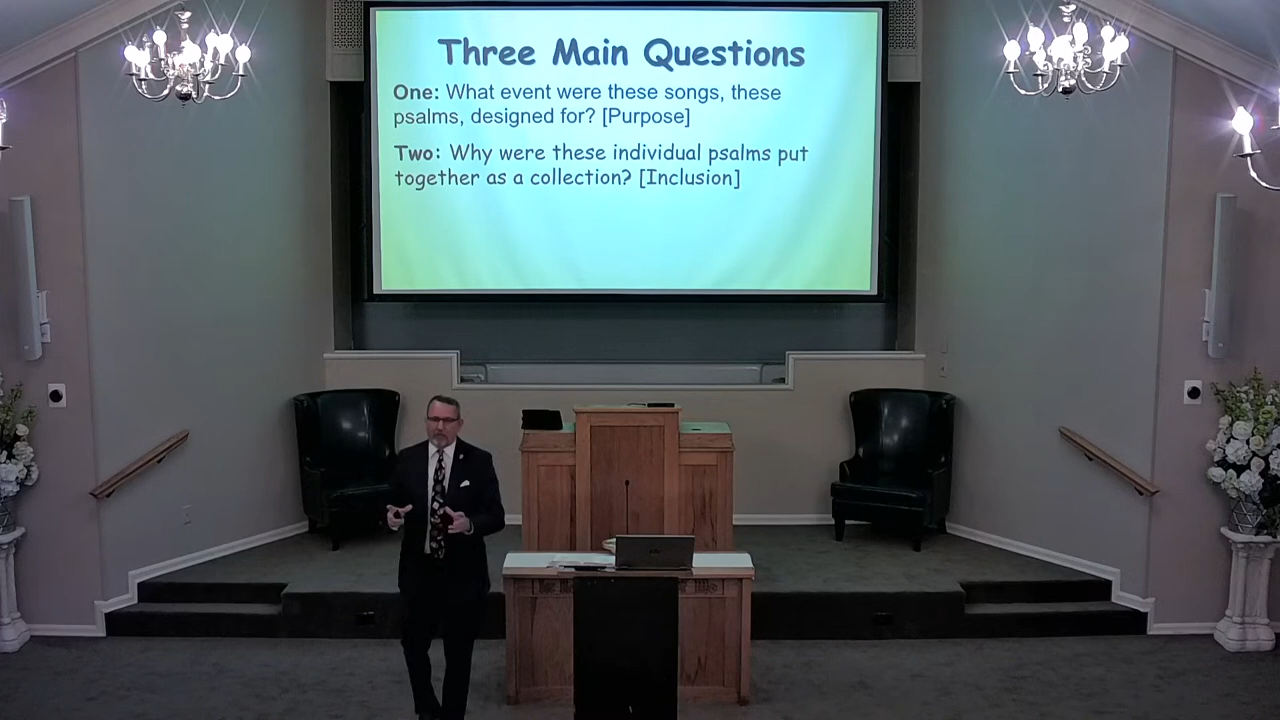 Three Main Questions
One: What event were these songs, these
psalms, designed for? [Purpose]
Two: Why were these individual psalms put
together as a collection? [Inclusion]